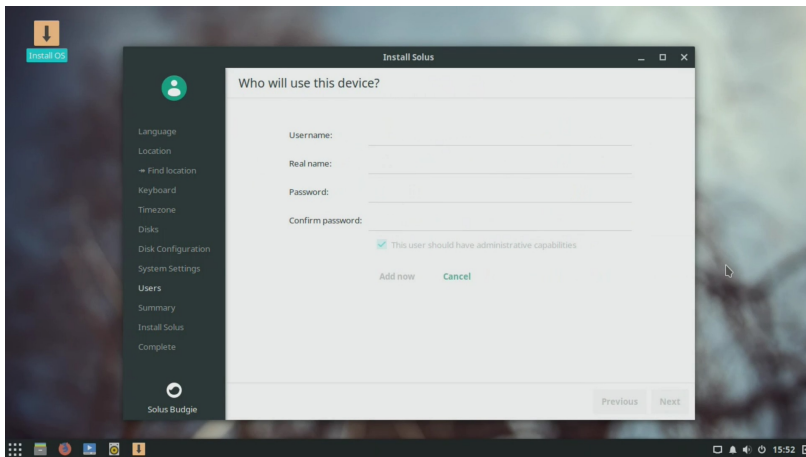 Install OS
Install Solus
Who will use this device?
Language
Location
↠ Find location
Keyboard
Timezone
Disks
Disk Configuration
System Settings
Users
Summary
Install Solus
Complete
Solus Budgie
Username:
Real name:
Password:
Confirm password:
This user should have administrative capabilities
Add now Cancel
Previous Next
15:52